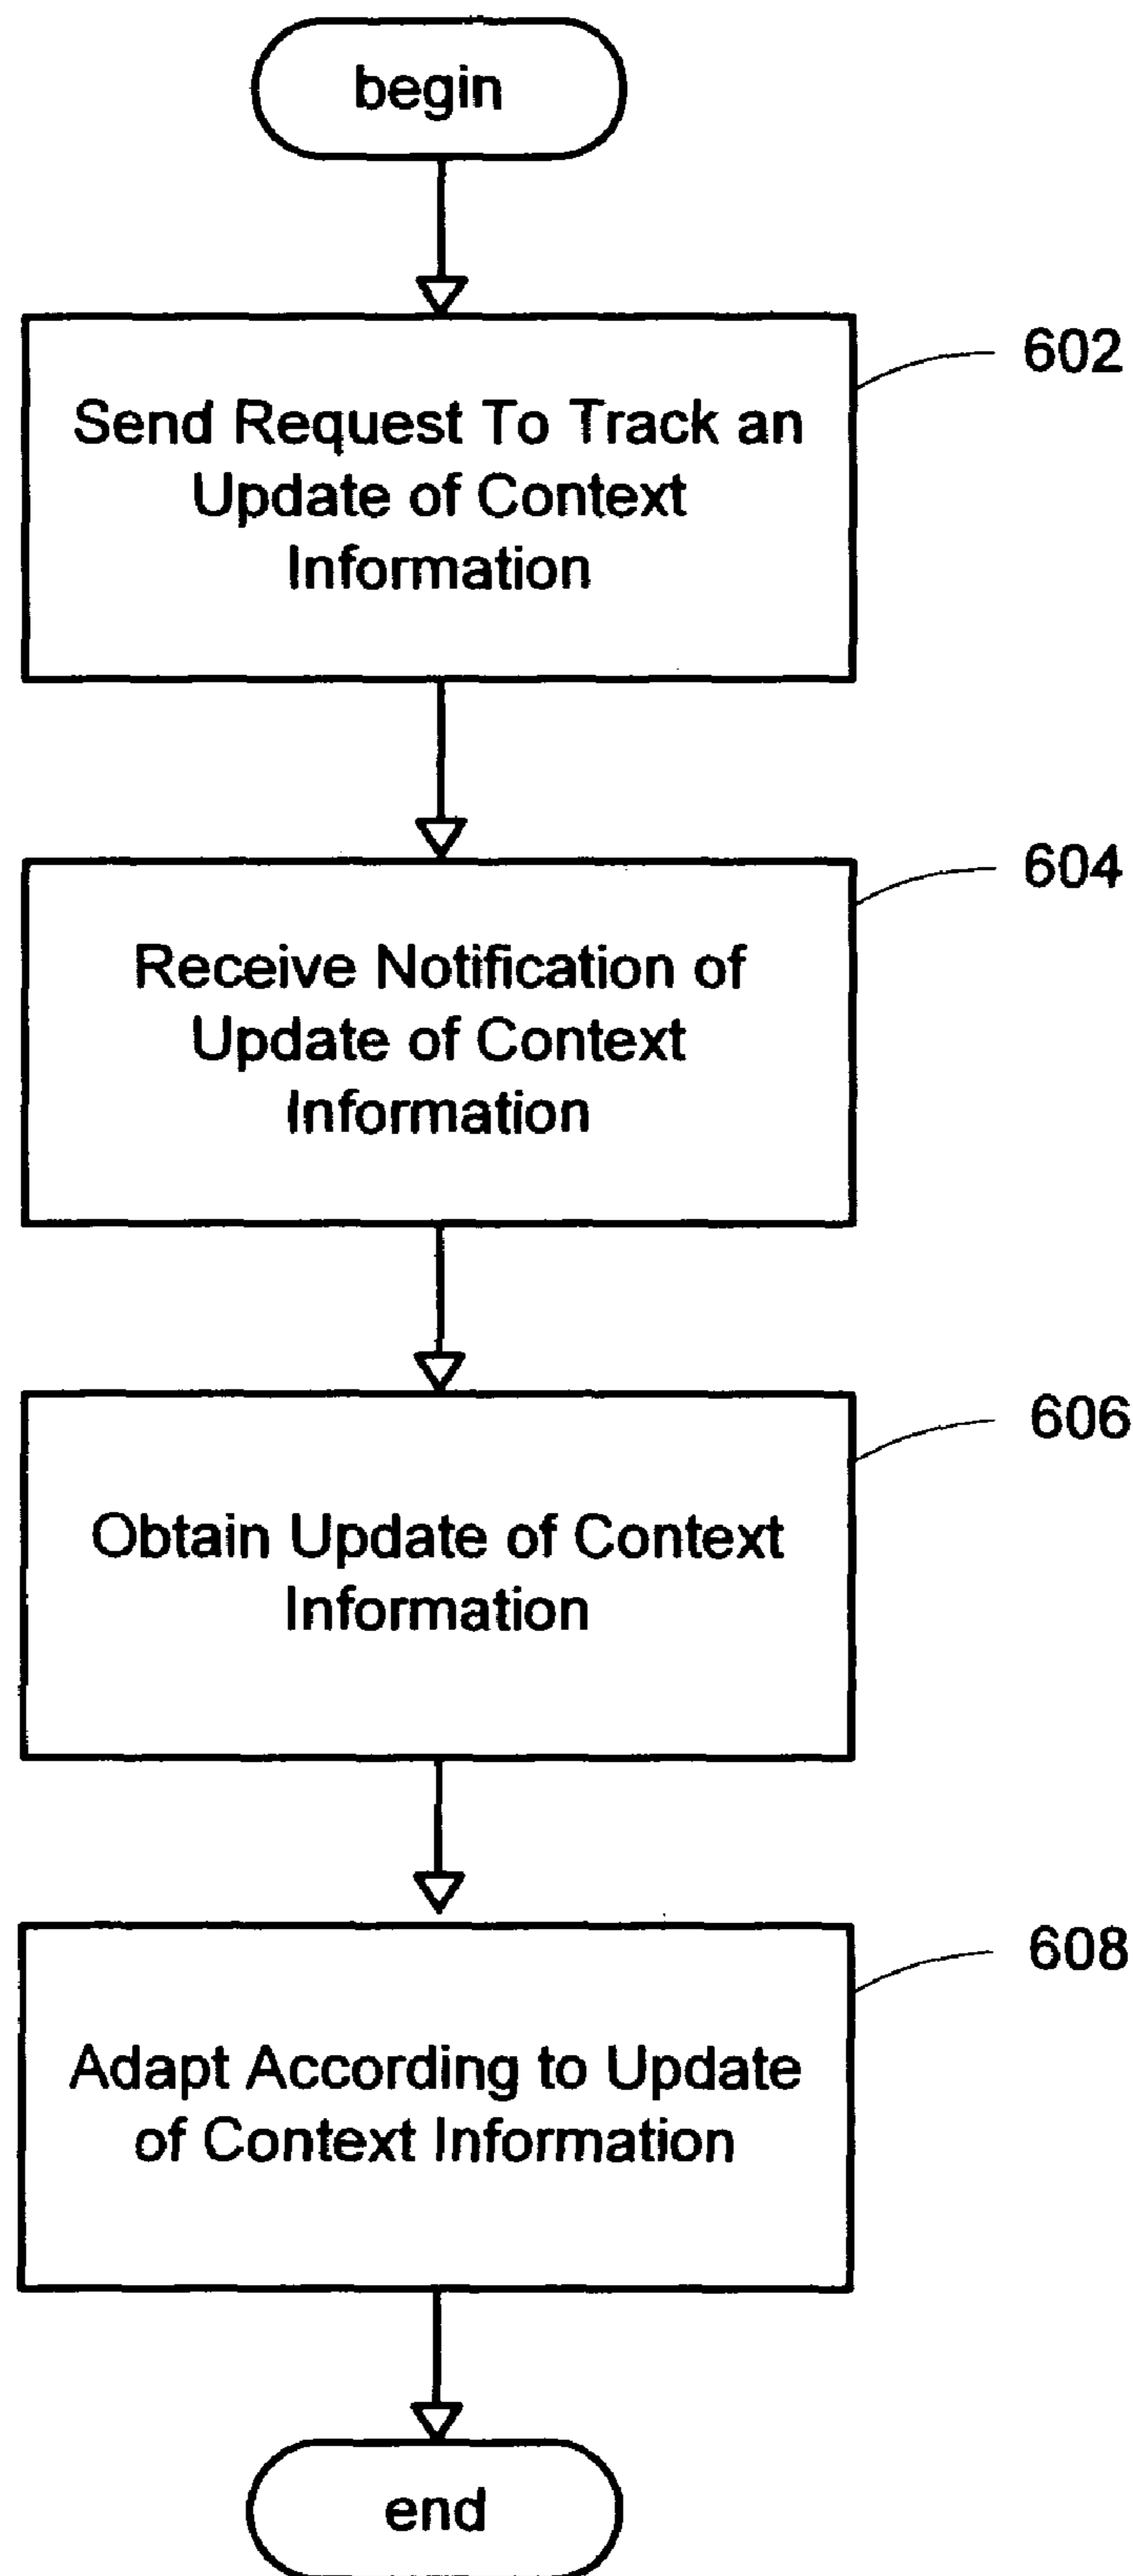 begin
602
Send Request To Track an
Update of Context
Information
604
Receive Notification of
Update of Context
Information
606
Obtain Update of Context
Information
608
Adapt According to Update
of Context Information
end